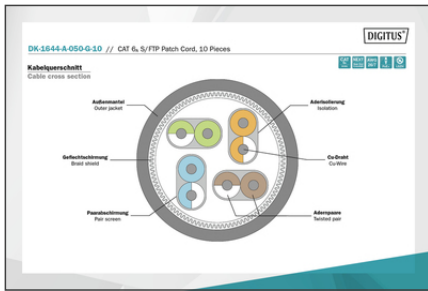 DIGITUS®
DK-1644-A-050-G-10 // CAT 6A S/FTP Patch Cord, 10 Pieces
Kabelquerschnitt
Cable cross section
Außenmantel
Outer jacket
Aderisolierung
Isolation
Geflechtschirmung
Braid shield
Cu-Draht
Cu-Wire
Paarabschirmung
Pair screen
Adernpaare
Twisted pair